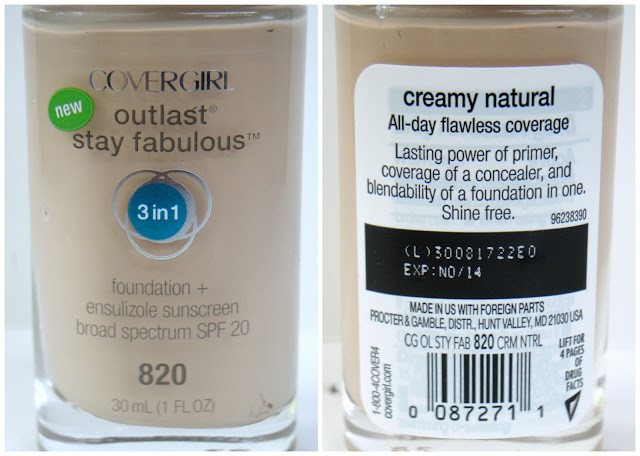 COVERGIRL
new
outlast®
stay fabulous™
3 in 1
foundation +
ensulizole sunscreen
broad spectrum SPF 20
820
30 mL (1 FL OZ)
creamy natural
All-day flawless coverage
Lasting power of primer,
coverage of a concealer, and
blendability of a foundation in one.
Shine free.
96238390
(L)30081722E0
EXP:NO/14
MADE IN US WITH FOREIGN PARTS
PROCTER & GAMBLE, DISTR., HUNT VALLEY, MD 21030 USA
CG OL STY FAB 820 CRM NTRL
1-800-4COVER4
covergirl.com
LIFT FOR
4 PAGES
OF
DRUG
FACTS
0 087271 1